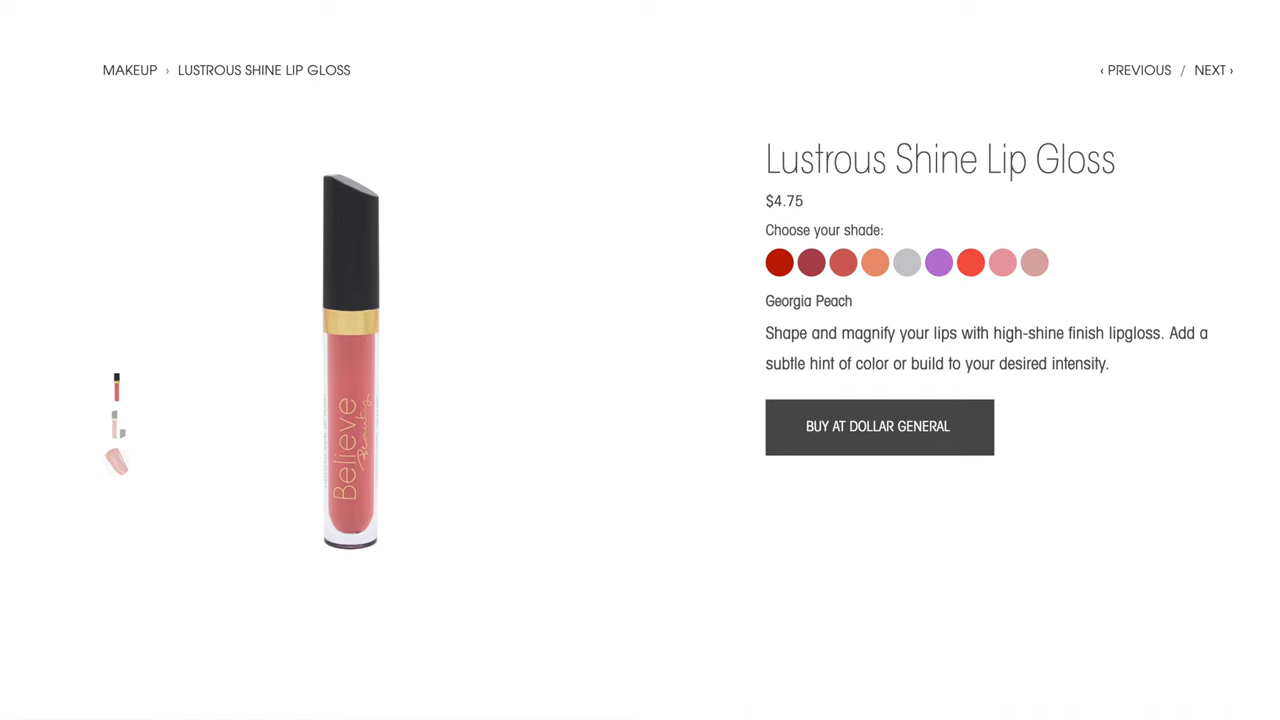 MAKEUP › LUSTROUS SHINE LIP GLOSS
‹ PREVIOUS / NEXT ›
Lustrous Shine Lip Gloss
$4.75
Choose your shade:
Georgia Peach
Shape and magnify your lips with high-shine finish lipgloss. Add a
subtle hint of color or build to your desired intensity.
BUY AT DOLLAR GENERAL
Believe
Beauty